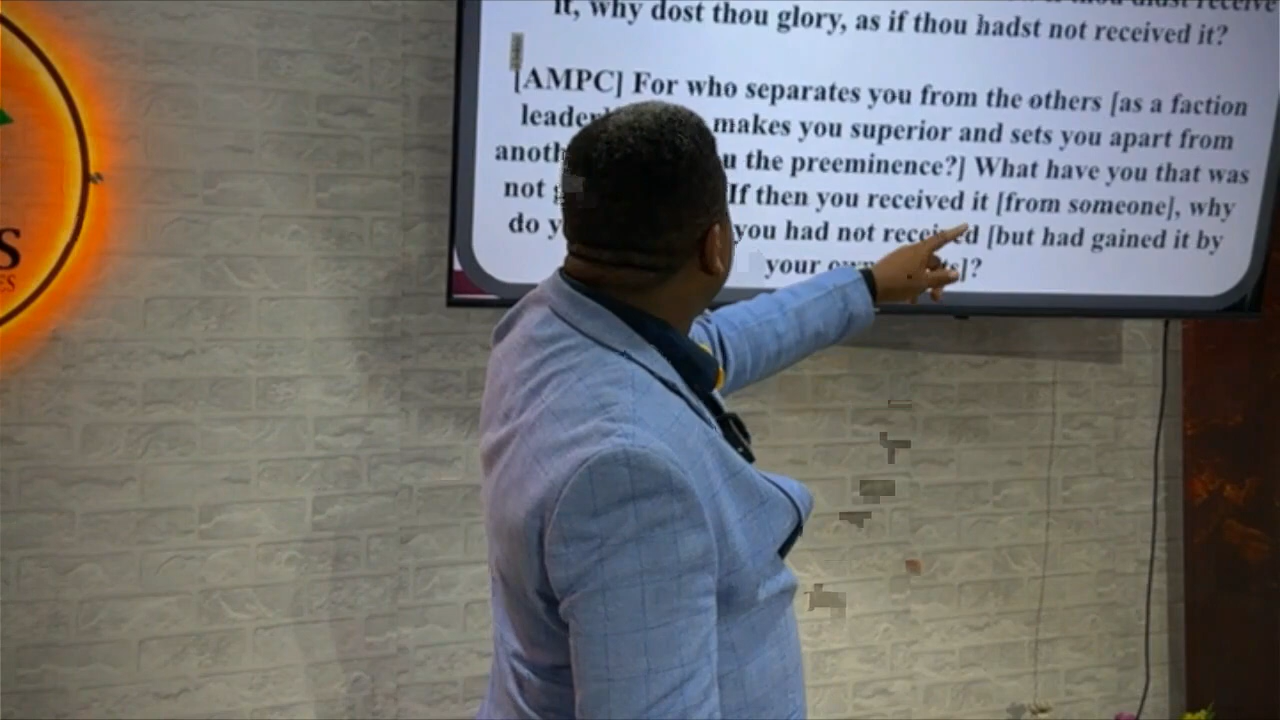 it, why dost thou glory, as if thou hadst not received it?
[AMPC] For who separates you from the others [as a faction
leader makes you superior and sets you apart from
anoth the preeminence?] What have you that was
not If then you received it [from someone], why
do you had not received [but had gained it by
your ]?
S
ES